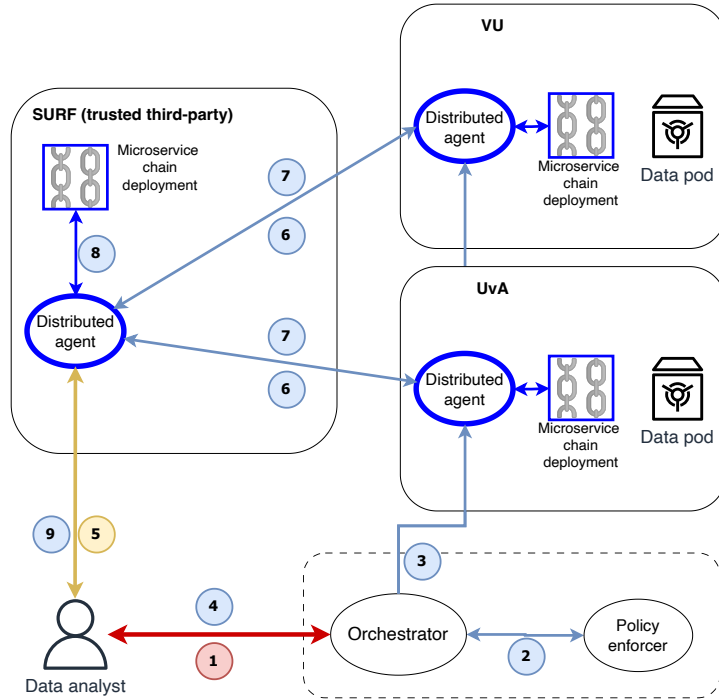 VU
Distributed
agent
Microservice
chain
deployment
Data pod
SURF (trusted third-party)
Microservice
chain
deployment
7
6
8
Distributed
agent
UvA
7
6
Distributed
agent
Microservice
chain
deployment
Data pod
9
5
3
4
1
2
Orchestrator
Policy
enforcer
Data analyst